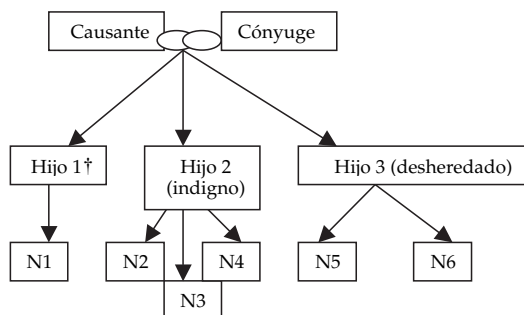 Causante
Cónyuge
Hijo 1†
Hijo 2
(indigno)
Hijo 3 (desheredado)
N1
N2
N3
N4
N5
N6